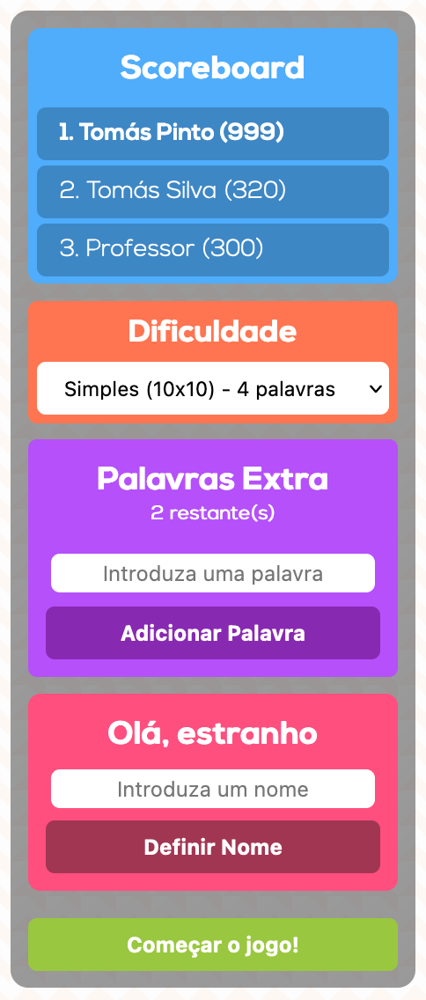 Scoreboard
1. Tomás Pinto (999)
2. Tomás Silva (320)
3. Professor (300)
Dificuldade
Simples (10x10) - 4 palavras
Palavras Extra
2 restante(s)
Introduza uma palavra
Adicionar Palavra
Olá, estranho
Introduza um nome
Definir Nome
Começar o jogo!